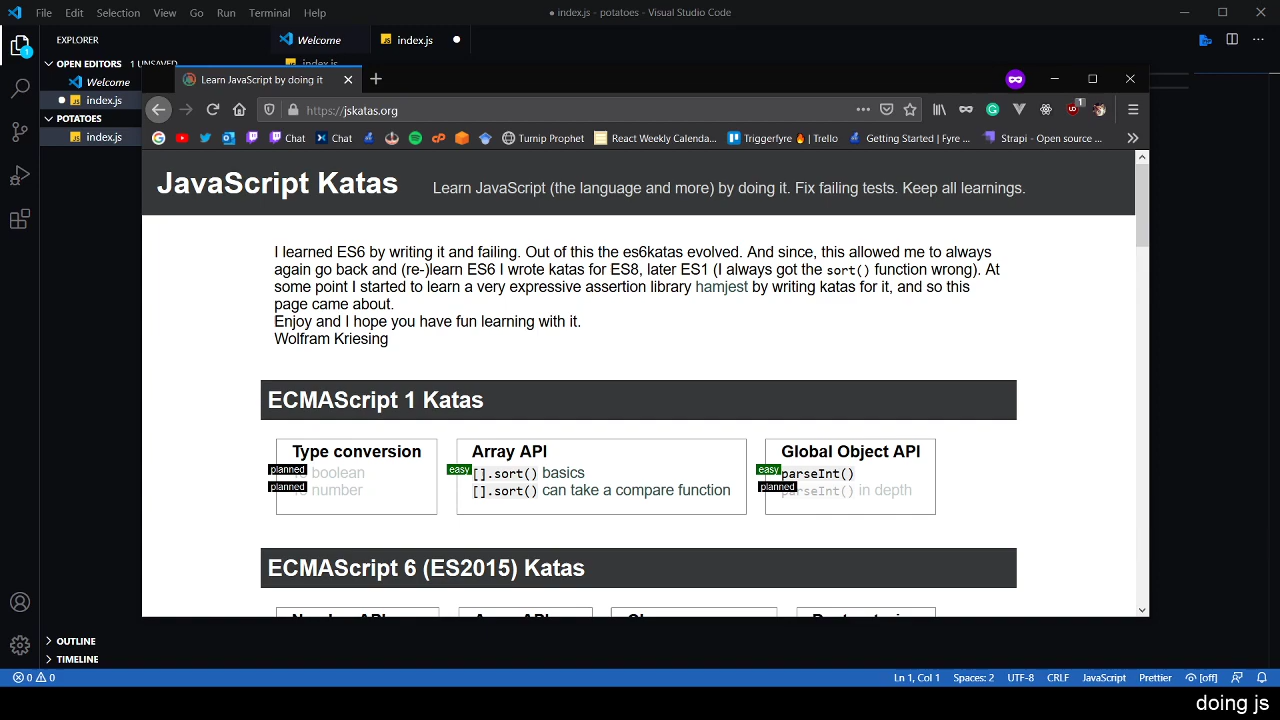 File Edit Selection View Go Run Terminal Help
● index.js - potatoes - Visual Studio Code
EXPLORER
Welcome
index.js
OPEN EDITORS 1 UNSAVED
index.js
Welcome
index.js
POTATOES
index.js
Learn JavaScript by doing it
https://jskatas.org
1
Chat
Chat
Turnip Prophet
React Weekly Calenda...
Triggerfyre 🔥 | Trello
Getting Started | Fyre ...
Strapi - Open source ...
JavaScript Katas
Learn JavaScript (the language and more) by doing it. Fix failing tests. Keep all learnings.
I learned ES6 by writing it and failing. Out of this the es6katas evolved. And since, this allowed me to always
again go back and (re-)learn ES6 I wrote katas for ES8, later ES1 (I always got the sort() function wrong). At
some point I started to learn a very expressive assertion library hamjest by writing katas for it, and so this
page came about.
Enjoy and I hope you have fun learning with it.
Wolfram Kriesing
ECMAScript 1 Katas
Type conversion
planned
boolean
planned
number
Array API
easy
[].sort() basics
[].sort() can take a compare function
Global Object API
easy
parseInt()
planned
parseInt() in depth
ECMAScript 6 (ES2015) Katas
OUTLINE
TIMELINE
0 0
Ln 1, Col 1
Spaces: 2
UTF-8
CRLF
JavaScript
Prettier
[off]
doing js